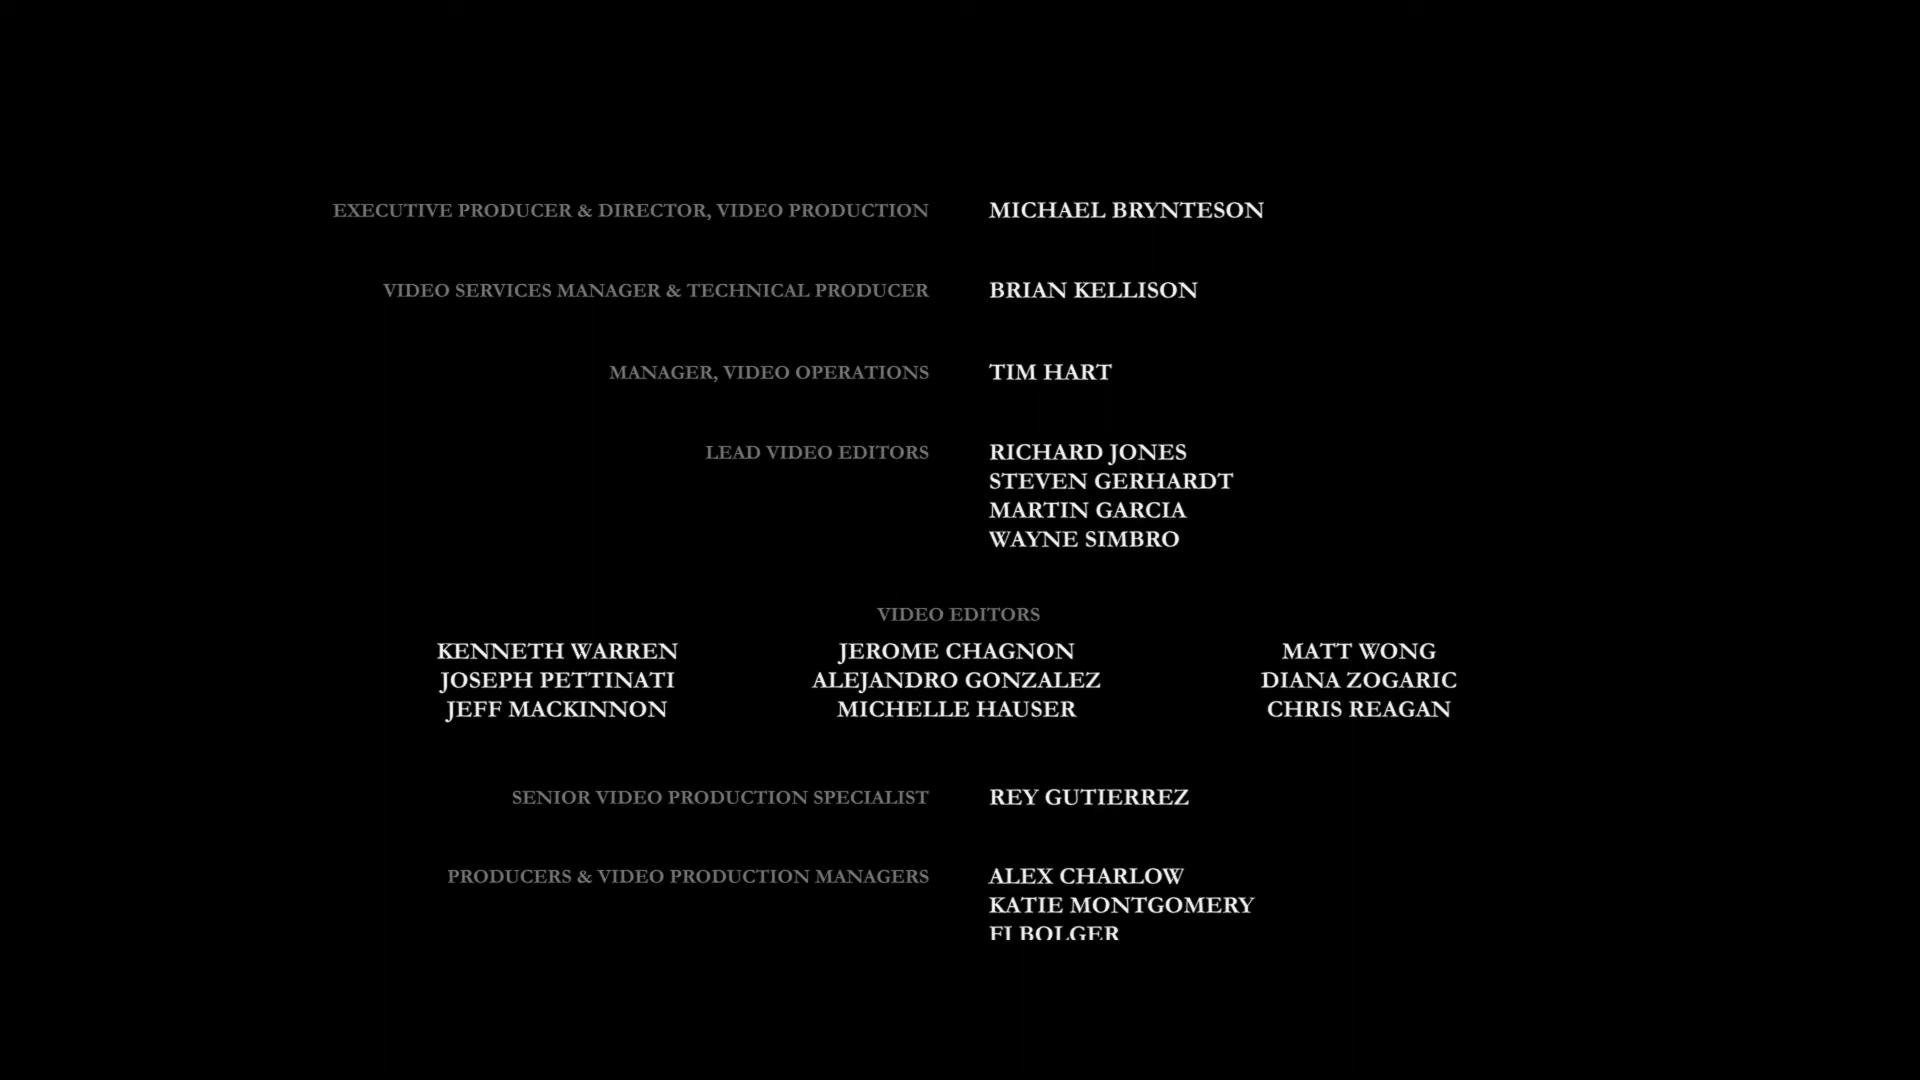 EXECUTIVE PRODUCER & DIRECTOR, VIDEO PRODUCTION MICHAEL BRYNTESON
VIDEO SERVICES MANAGER & TECHNICAL PRODUCER BRIAN KELLISON
MANAGER, VIDEO OPERATIONS TIM HART
LEAD VIDEO EDITORS RICHARD JONES
STEVEN GERHARDT
MARTIN GARCIA
WAYNE SIMBRO
VIDEO EDITORS
KENNETH WARREN JEROME CHAGNON MATT WONG
JOSEPH PETTINATI ALEJANDRO GONZALEZ DIANA ZOGARIC
JEFF MACKINNON MICHELLE HAUSER CHRIS REAGAN
SENIOR VIDEO PRODUCTION SPECIALIST REY GUTIERREZ
PRODUCERS & VIDEO PRODUCTION MANAGERS ALEX CHARLOW
KATIE MONTGOMERY
FI BOLGER